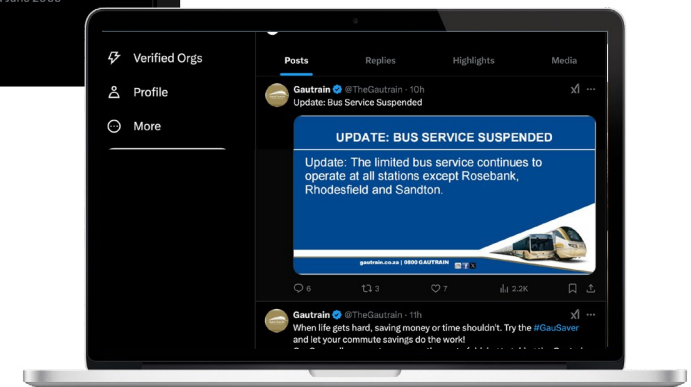 Verified Orgs
Profile
More
Posts Replies Highlights Media
Gautrain @TheGautrain · 10h
Update: Bus Service Suspended
UPDATE: BUS SERVICE SUSPENDED
Update: The limited bus service continues to
operate at all stations except Rosebank,
Rhodesfield and Sandton.
gautrain.co.za | 0800 GAUTRAIN
6 3 7 2.2K
Gautrain @TheGautrain · 11h
When life gets hard, saving money or time shouldn't. Try the #GauSaver
and let your commute savings do the work!